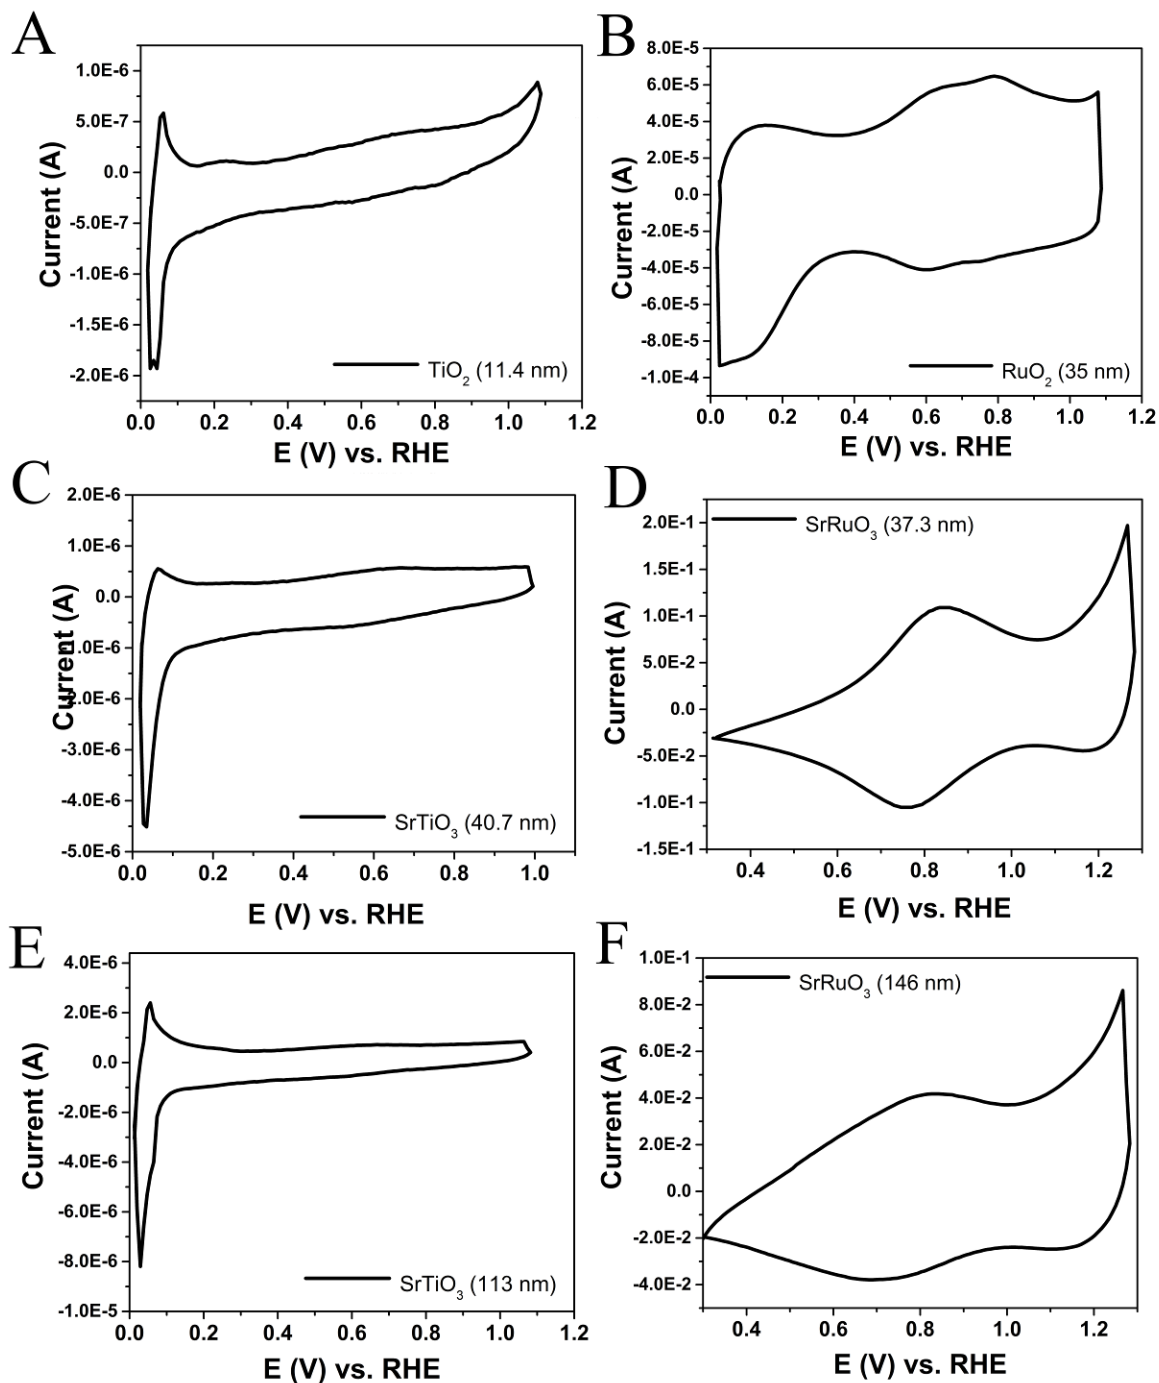 A
1.0E-6
5.0E-7
0.0
-5.0E-7
-1.0E-6
-1.5E-6
-2.0E-6
Current (A)
TiO2 (11.4 nm)
0.0 0.2 0.4 0.6 0.8 1.0 1.2
E (V) vs. RHE
B
8.0E-5
6.0E-5
4.0E-5
2.0E-5
0.0
-2.0E-5
-4.0E-5
-6.0E-5
-8.0E-5
-1.0E-4
Current (A)
RuO2 (35 nm)
0.0 0.2 0.4 0.6 0.8 1.0 1.2
E (V) vs. RHE
C
2.0E-6
1.0E-6
0.0
1.0E-6
2.0E-6
-3.0E-6
-4.0E-6
-5.0E-6
Current (A)
SrTiO3 (40.7 nm)
0.0 0.2 0.4 0.6 0.8 1.0
E (V) vs. RHE
D
2.0E-1
1.5E-1
1.0E-1
5.0E-2
0.0
-5.0E-2
-1.0E-1
-1.5E-1
Current (A)
SrRuO3 (37.3 nm)
0.4 0.6 0.8 1.0 1.2
E (V) vs. RHE
E
4.0E-6
2.0E-6
0.0
-2.0E-6
-4.0E-6
-6.0E-6
-8.0E-6
-1.0E-5
Current (A)
SrTiO3 (113 nm)
0.0 0.2 0.4 0.6 0.8 1.0 1.2
E (V) vs. RHE
F
1.0E-1
8.0E-2
6.0E-2
4.0E-2
2.0E-2
0.0
-2.0E-2
-4.0E-2
Current (A)
SrRuO3 (146 nm)
0.4 0.6 0.8 1.0 1.2
E (V) vs. RHE